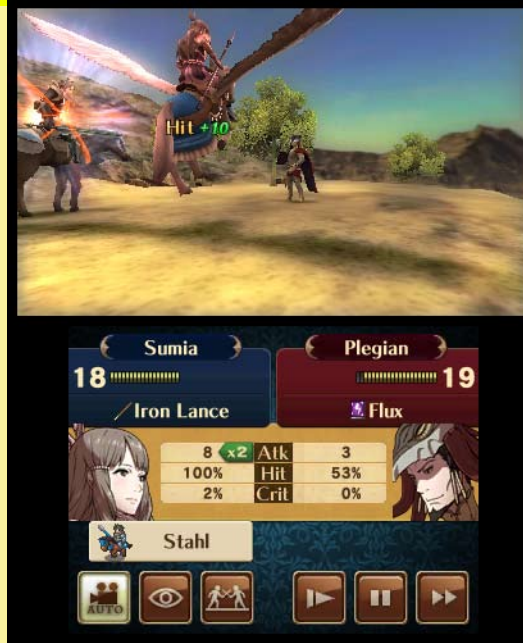 Hit +10
Sumia
Plegian
18
19
Iron Lance
Flux
8 x2 Atk 3
100% Hit 53%
2% Crit 0%
Stahl
AUTO